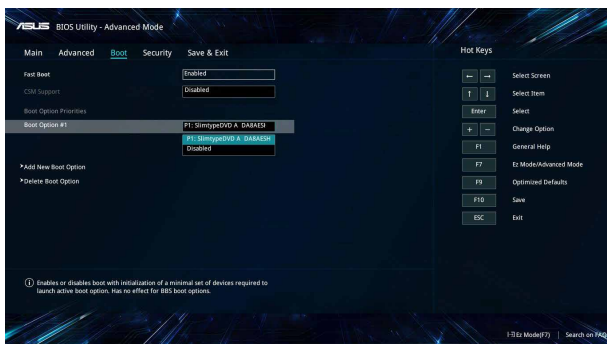 ASUS BIOS Utility - Advanced Mode
Main Advanced Boot Security Save & Exit
Hot Keys
Fast Boot Enabled
CSM Support Disabled
Boot Option Priorities
Boot Option #1 P1: SlimtypeDVD A DA8AESI
P1: SlimtypeDVD A DA8AESH
Disabled
>Add New Boot Option
>Delete Boot Option
← → Select Screen
↑ ↓ Select Item
Enter Select
+ − Change Option
F1 General Help
F7 Ez Mode/Advanced Mode
F9 Optimized Defaults
F10 Save
ESC Exit
Enables or disables boot with initialization of a minimal set of devices required to
launch active boot option. Has no effect for BBS boot options.
Ez Mode(F7) | Search on FAQ